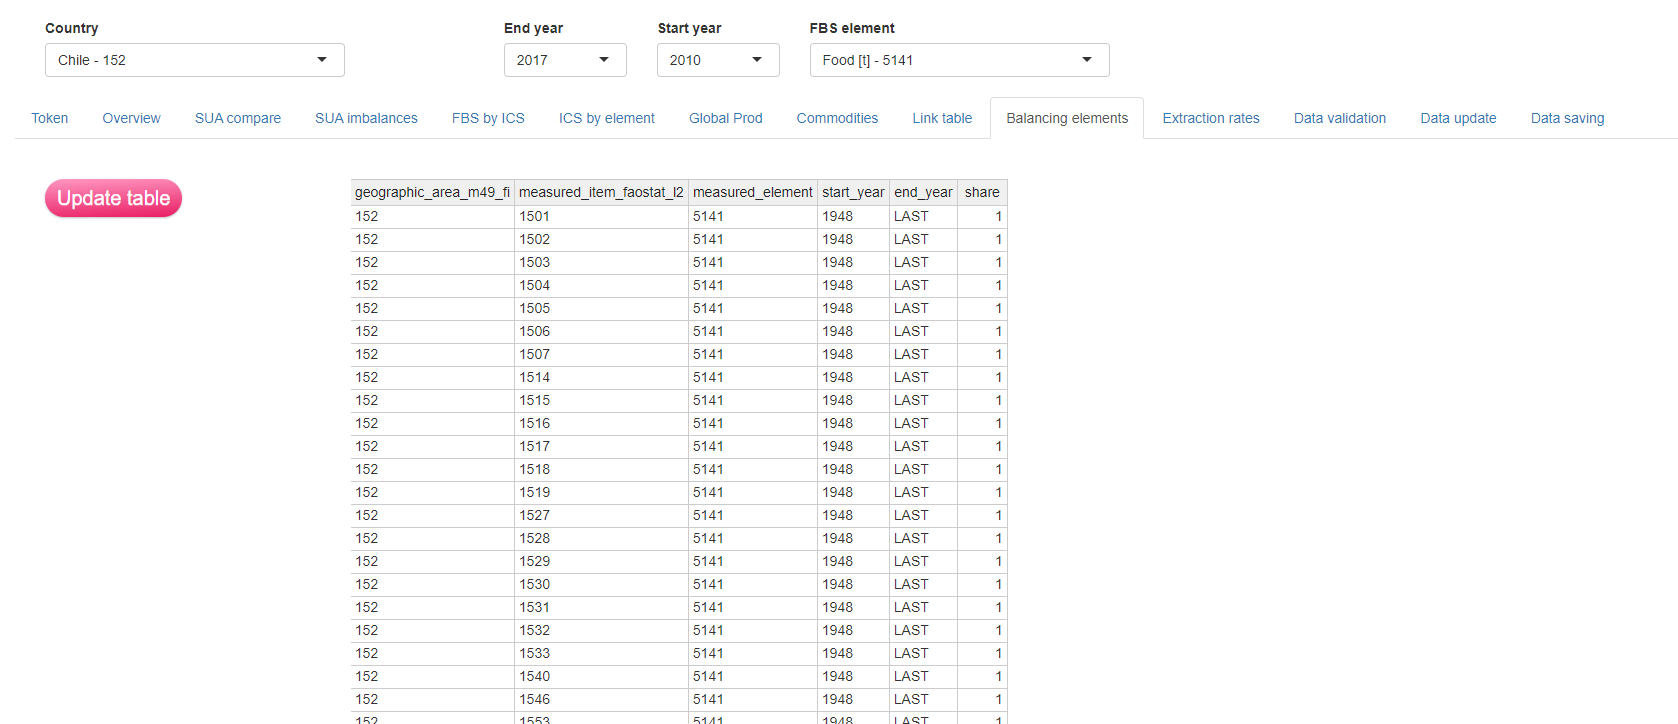 Country End year Start year FBS element
Chile - 152 2017 2010 Food [t] - 5141
Token Overview SUA compare SUA imbalances FBS by ICS ICS by element Global Prod Commodities Link table Balancing elements Extraction rates Data validation Data update Data saving
Update table
geographic_area_m49_fi measured_item_faostat_l2 measured_element start_year end_year share
152 1501 5141 1948 LAST 1
152 1502 5141 1948 LAST 1
152 1503 5141 1948 LAST 1
152 1504 5141 1948 LAST 1
152 1505 5141 1948 LAST 1
152 1506 5141 1948 LAST 1
152 1507 5141 1948 LAST 1
152 1514 5141 1948 LAST 1
152 1515 5141 1948 LAST 1
152 1516 5141 1948 LAST 1
152 1517 5141 1948 LAST 1
152 1518 5141 1948 LAST 1
152 1519 5141 1948 LAST 1
152 1527 5141 1948 LAST 1
152 1528 5141 1948 LAST 1
152 1529 5141 1948 LAST 1
152 1530 5141 1948 LAST 1
152 1531 5141 1948 LAST 1
152 1532 5141 1948 LAST 1
152 1533 5141 1948 LAST 1
152 1540 5141 1948 LAST 1
152 1546 5141 1948 LAST 1
152 1553 5141 1948 LAST 1